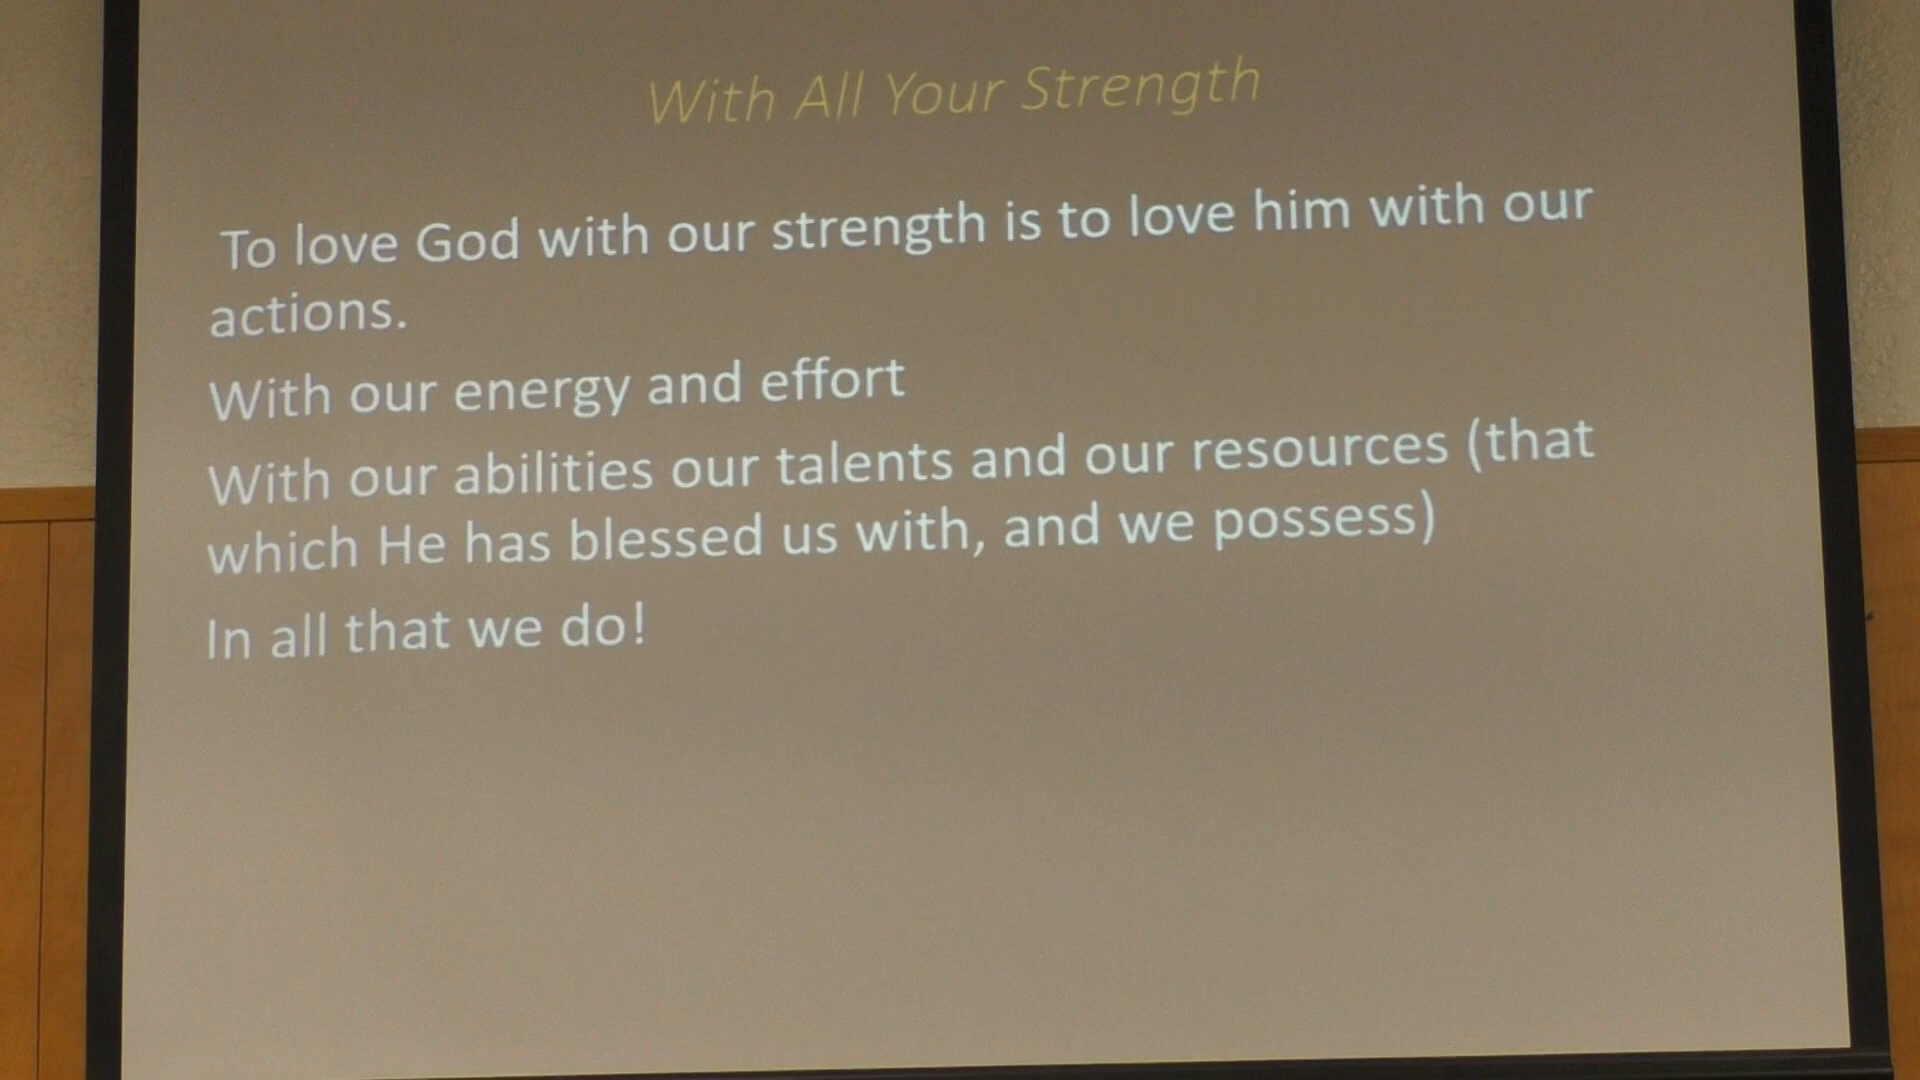 With All Your Strength
To love God with our strength is to love him with our
actions.
With our energy and effort
With our abilities our talents and our resources (that
which He has blessed us with, and we possess)
In all that we do!